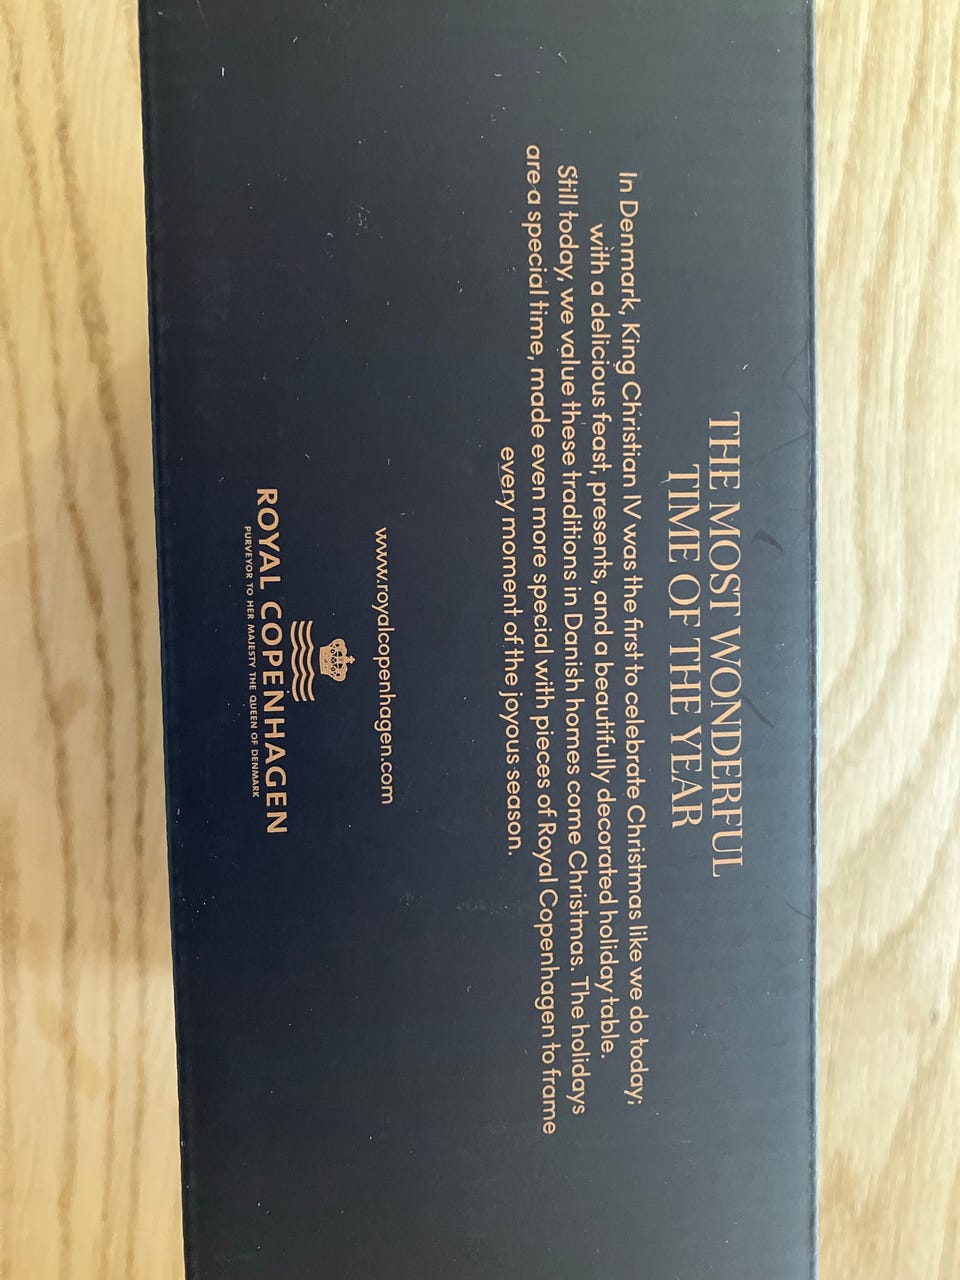 THE MOST WONDERFUL
TIME OF THE YEAR
In Denmark, King Christian IV was the first to celebrate Christmas like we do today;
with a delicious feast, presents, and a beautifully decorated holiday table.
Still today, we value these traditions in Danish homes come Christmas. The holidays
are a special time, made even more special with pieces of Royal Copenhagen to frame
every moment of the joyous season.
www.royalcopenhagen.com
ROYAL COPENHAGEN
PURVEYOR TO HER MAJESTY THE QUEEN OF DENMARK